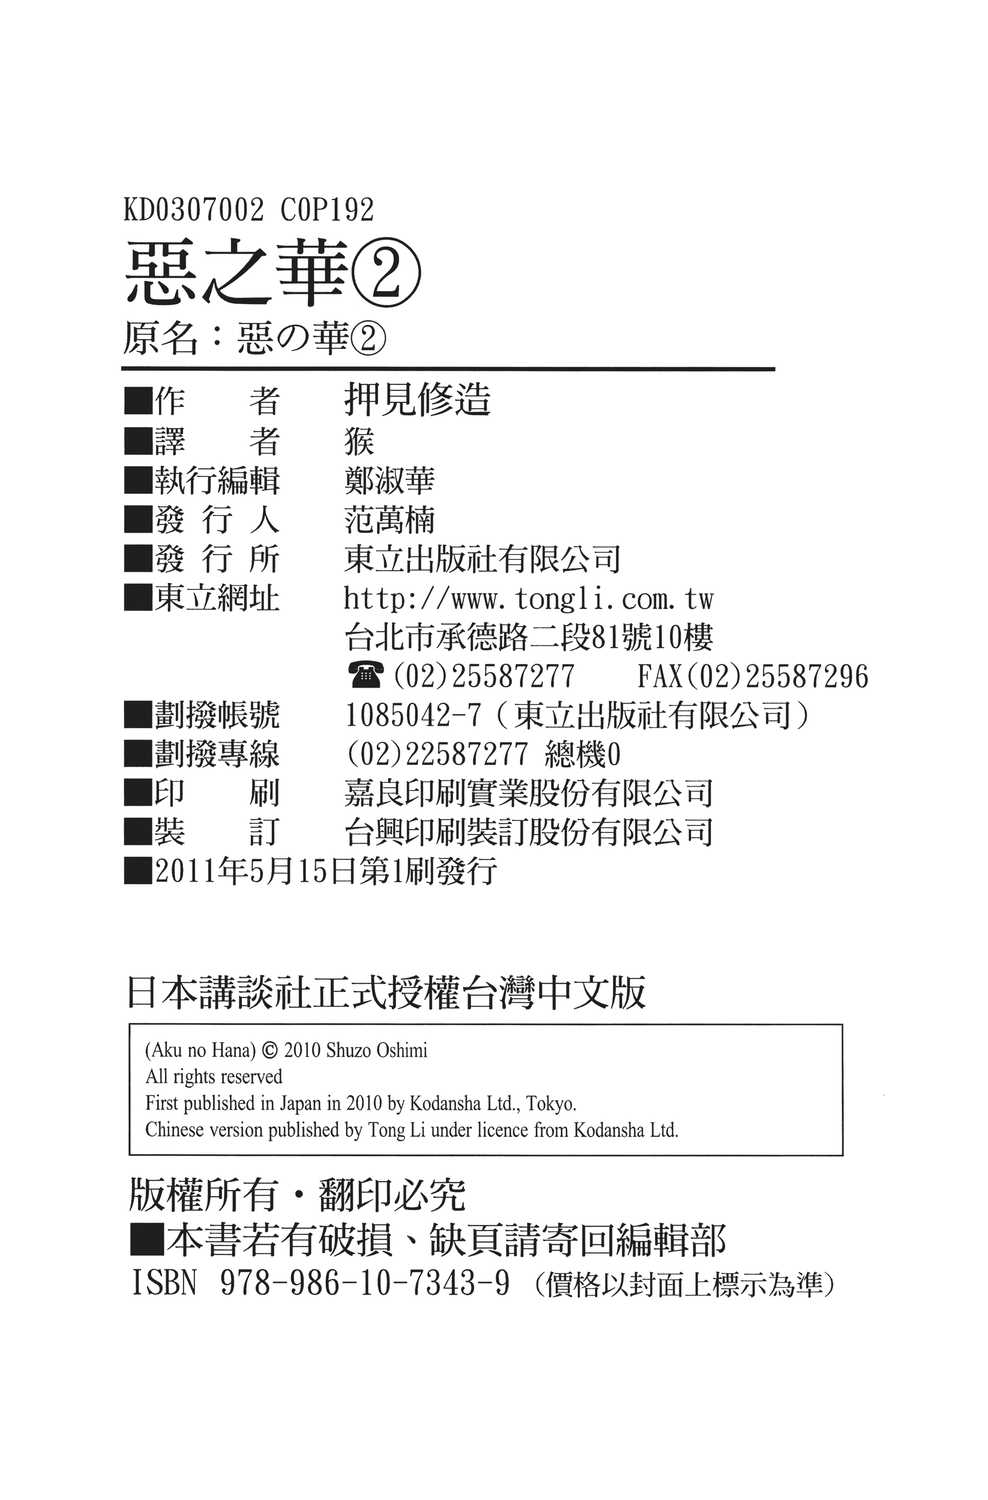 KD0307002 C0P192
惡之華②
原名：惡の華②
■作者 押見修造
■譯者 猴
■執行編輯 鄭淑華
■發行人 范萬楠
■發行所 東立出版社有限公司
■東立網址 http://www.tongli.com.tw
台北市承德路二段81號10樓
☎(02)25587277 FAX(02)25587296
■劃撥帳號 1085042-7（東立出版社有限公司）
■劃撥專線 (02)22587277 總機0
■印刷 嘉良印刷實業股份有限公司
■裝訂 台興印刷裝訂股份有限公司
■2011年5月15日第1刷發行
日本講談社正式授權台灣中文版
(Aku no Hana) © 2010 Shuzo Oshimi
All rights reserved
First published in Japan in 2010 by Kodansha Ltd., Tokyo.
Chinese version published by Tong Li under licence from Kodansha Ltd.
版權所有・翻印必究
■本書若有破損、缺頁請寄回編輯部
ISBN 978-986-10-7343-9（價格以封面上標示為準）